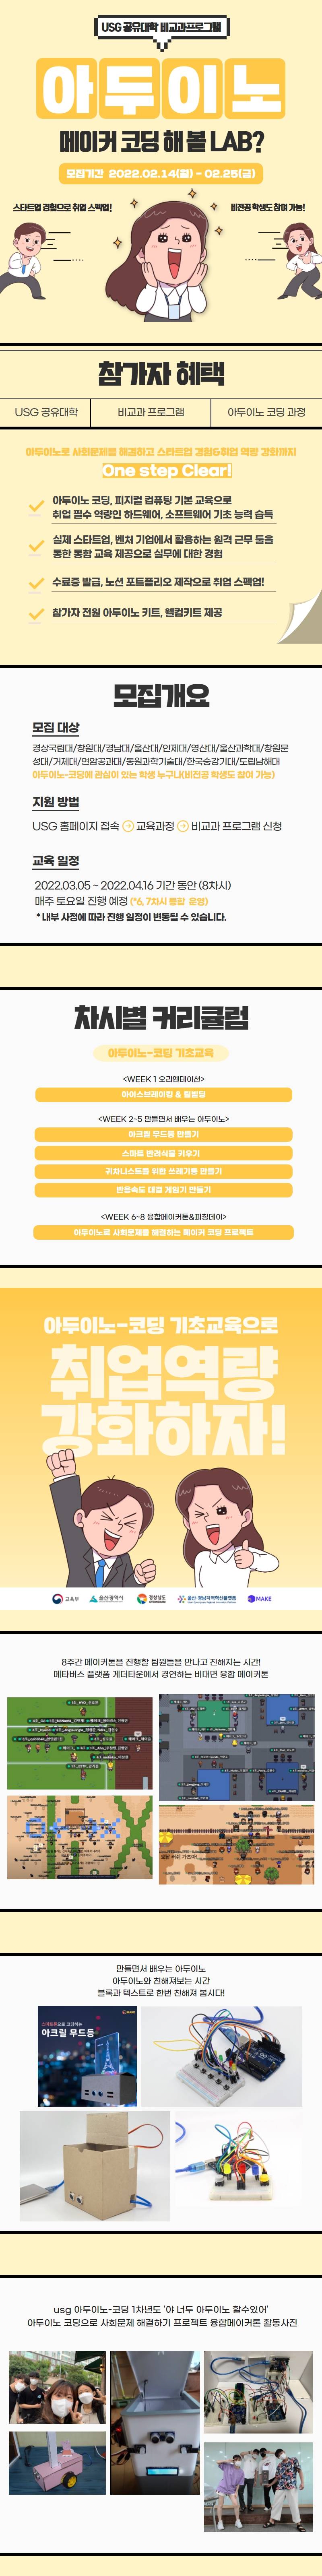 USG 공유대학 비교과프로그램
아두이노
메이커 코딩 해 볼 LAB?
모집기간 2022.02.14(월) - 02.25(금)
스타트업 경험으로 취업 스펙업!
비전공 학생도 참여 가능!
참가자 혜택
USG 공유대학
비교과 프로그램
아두이노 코딩 과정
아두이노로 사회문제를 해결하고 스타트업 경험&취업 역량 강화까지
One step Clear!
아두이노 코딩, 피지컬 컴퓨팅 기본 교육으로
취업 필수 역량인 하드웨어, 소프트웨어 기초 능력 습득
실제 스타트업, 벤처 기업에서 활용하는 원격 근무 툴을
통한 통합 교육 제공으로 실무에 대한 경험
수료증 발급, 노션 포트폴리오 제작으로 취업 스펙업!
참가자 전원 아두이노 키트, 웰컴키트 제공
모집개요
모집 대상
경상국립대/창원대/경남대/울산대/인제대/영산대/울산과학대/창원문
성대/거제대/연암공과대/동원과학기술대/한국승강기대/도립남해대
아두이노-코딩에 관심이 있는 학생 누구나(비전공 학생도 참여 가능)
지원 방법
USG 홈페이지 접속 → 교육과정 → 비교과 프로그램 신청
교육 일정
2022.03.05 ~ 2022.04.16 기간 동안 (8차시)
매주 토요일 진행 예정 (*6, 7차시 통합 운영)
* 내부 사정에 따라 진행 일정이 변동될 수 있습니다.
차시별 커리큘럼
아두이노-코딩 기초교육
<WEEK 1 오리엔테이션>
아이스브레이킹 & 팀빌딩
<WEEK 2~5 만들면서 배우는 아두이노>
아크릴 무드등 만들기
스마트 반려식물 키우기
귀차니스트를 위한 쓰레기통 만들기
반응속도 대결 게임기 만들기
<WEEK 6~8 융합메이커톤&피칭데이>
아두이노로 사회문제를 해결하는 메이커 코딩 프로젝트
아두이노-코딩 기초교육으로
취업역량
강화하자!
교육부
울산광역시
경상남도
울산·경남지역혁신플랫폼
MAKE
8주간 메이커톤을 진행할 팀원들을 만나고 친해지는 시간!
메타버스 플랫폼 게더타운에서 경연하는 비대면 융합 메이커톤
만들면서 배우는 아두이노
아두이노와 친해져보는 시간
블록과 텍스트로 한번 친해져 봅시다!
스마트폰으로 코딩하는
아크릴 무드등
usg 아두이노-코딩 1차년도 '야 너두 아두이노 할수있어'
아두이노 코딩으로 사회문제 해결하기 프로젝트 융합메이커톤 활동사진